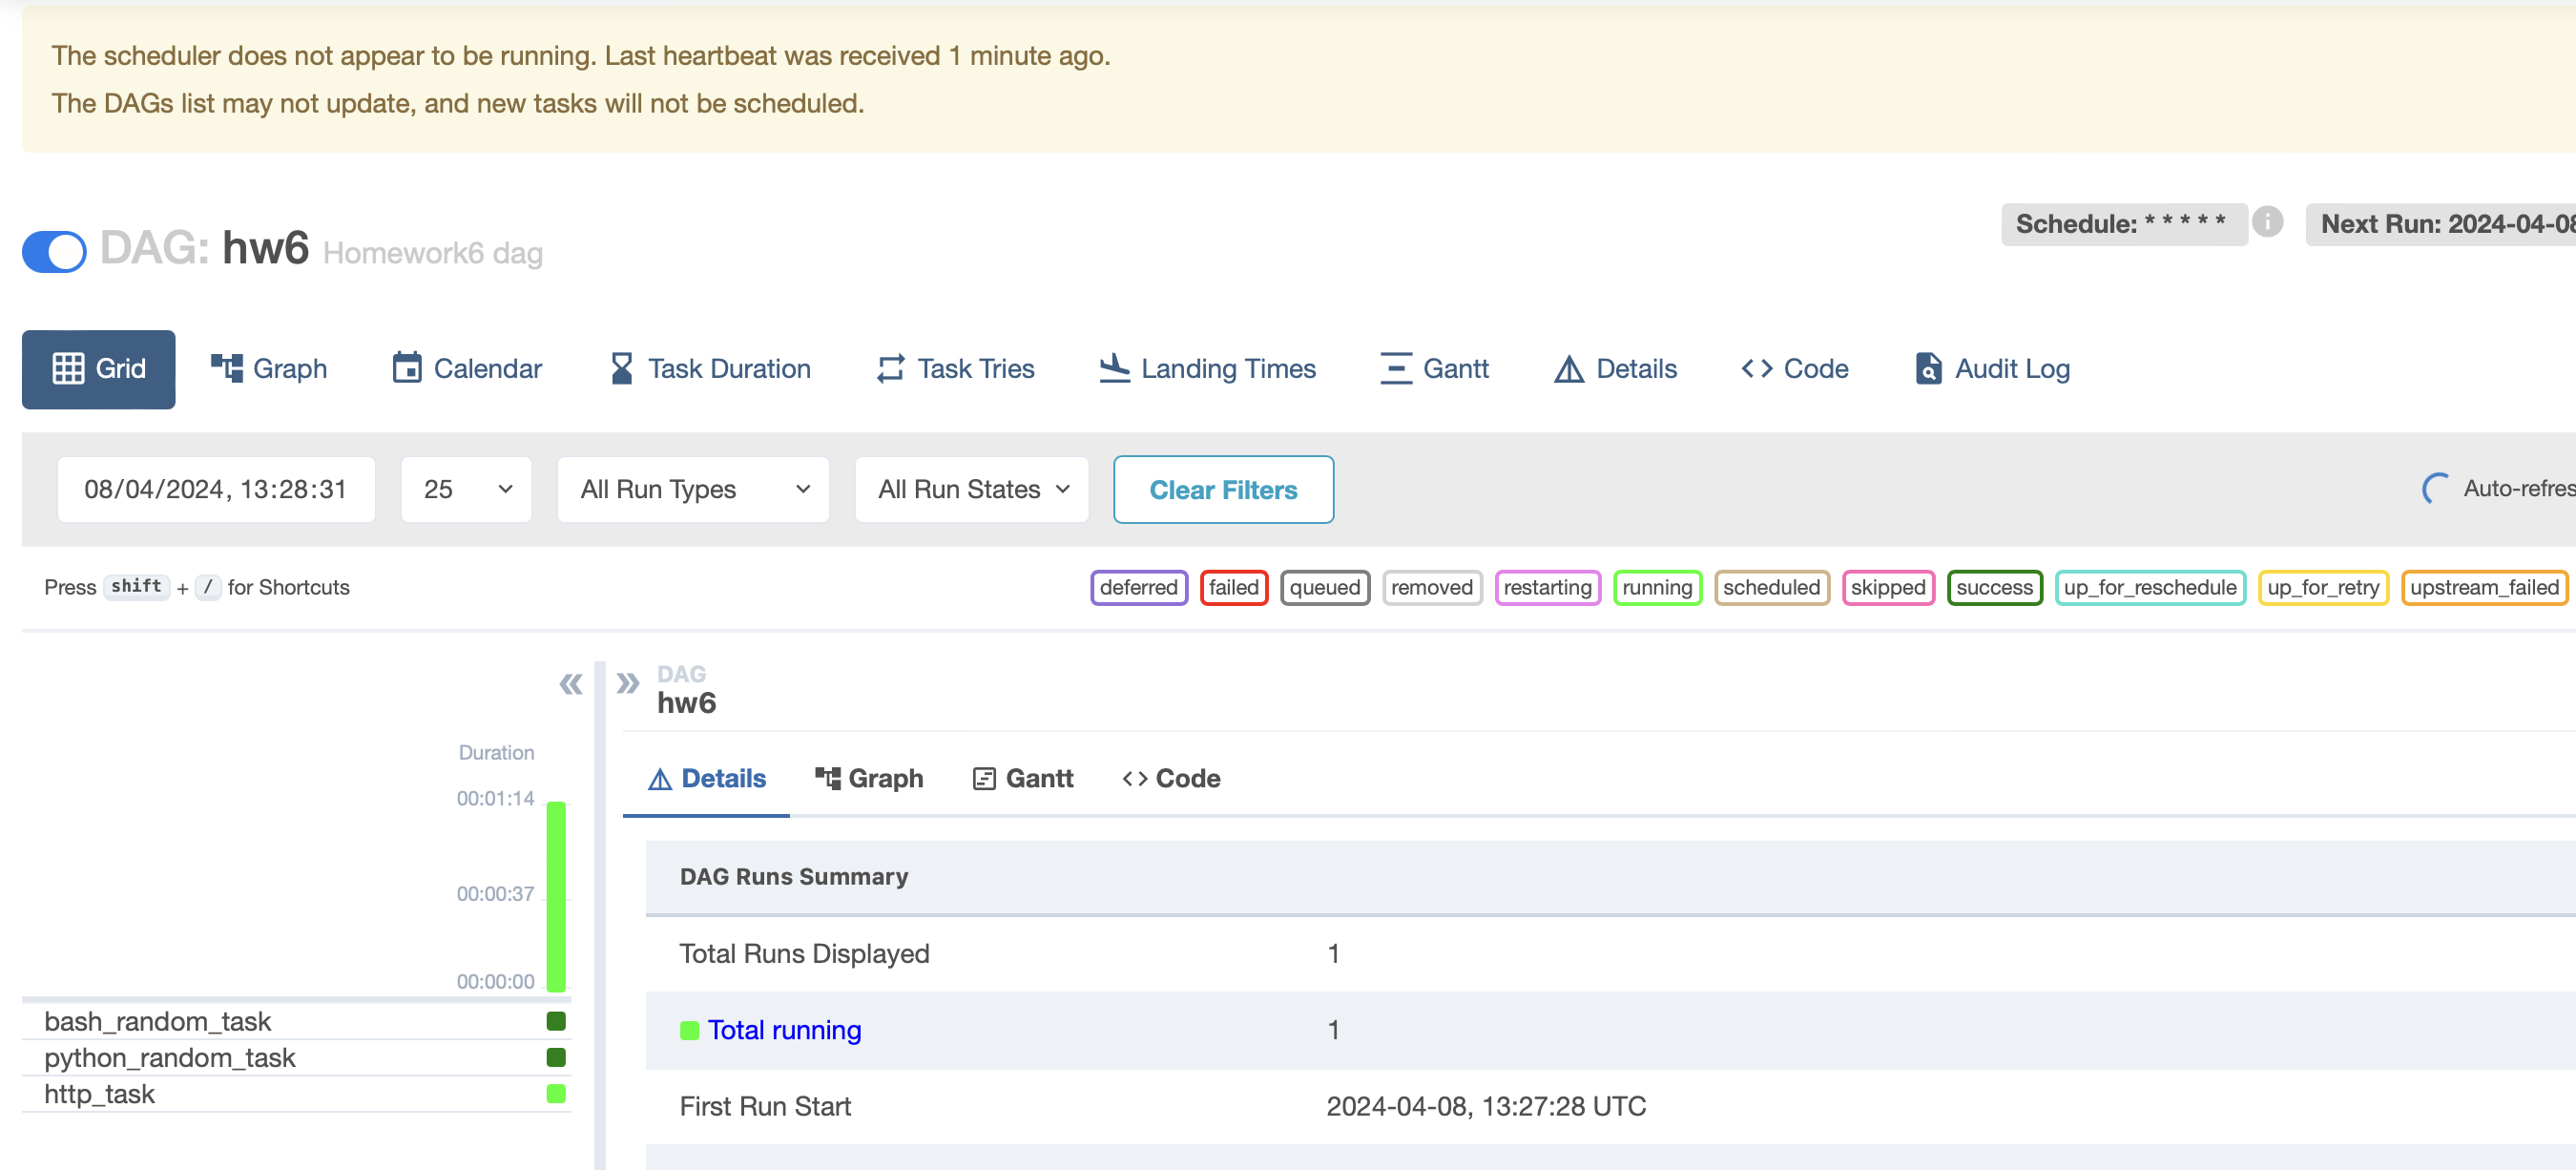 The scheduler does not appear to be running. Last heartbeat was received 1 minute ago.
The DAGs list may not update, and new tasks will not be scheduled.
Schedule: * * * * *
Next Run: 2024-04-08
DAG: hw6 Homework6 dag
Grid Graph Calendar Task Duration Task Tries Landing Times Gantt Details Code Audit Log
08/04/2024, 13:28:31 25 All Run Types All Run States Clear Filters Auto-refres
Press shift + / for Shortcuts
deferred failed queued removed restarting running scheduled skipped success up_for_reschedule up_for_retry upstream_failed
DAG
hw6
Duration
00:01:14
00:00:37
00:00:00
bash_random_task
python_random_task
http_task
Details Graph Gantt Code
DAG Runs Summary
Total Runs Displayed 1
Total running 1
First Run Start 2024-04-08, 13:27:28 UTC